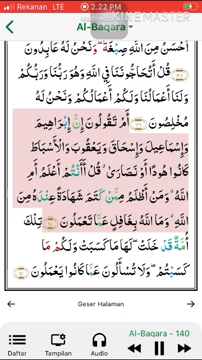 Rekanan LTE
2:22 PM
Al-Baqara
أَحْسَنُ مِنَ اللَّهِ صِبْغَةً ۖ وَنَحْنُ لَهُ عَابِدُونَ
قُلْ أَتُحَاجُّونَنَا فِي اللَّهِ وَهُوَ رَبُّنَا وَرَبُّكُمْ
وَلَنَا أَعْمَالُنَا وَلَكُمْ أَعْمَالُكُمْ وَنَحْنُ لَهُ
مُخْلِصُونَ أَمْ تَقُولُونَ إِنَّ إِبْرَاهِيمَ
وَإِسْمَاعِيلَ وَإِسْحَاقَ وَيَعْقُوبَ وَالْأَسْبَاطَ
كَانُوا هُودًا أَوْ نَصَارَىٰ ۗ قُلْ أَأَنْتُمْ أَعْلَمُ أَمِ
اللَّهُ ۗ وَمَنْ أَظْلَمُ مِمَّنْ كَتَمَ شَهَادَةً عِنْدَهُ مِنَ
اللَّهِ ۗ وَمَا اللَّهُ بِغَافِلٍ عَمَّا تَعْمَلُونَ تِلْكَ
أُمَّةٌ قَدْ خَلَتْ ۖ لَهَا مَا كَسَبَتْ وَلَكُمْ مَا
كَسَبْتُمْ ۖ وَلَا تُسْأَلُونَ عَمَّا كَانُوا يَعْمَلُونَ
Geser Halaman
Al-Baqara - 140
Daftar Tampilan Audio